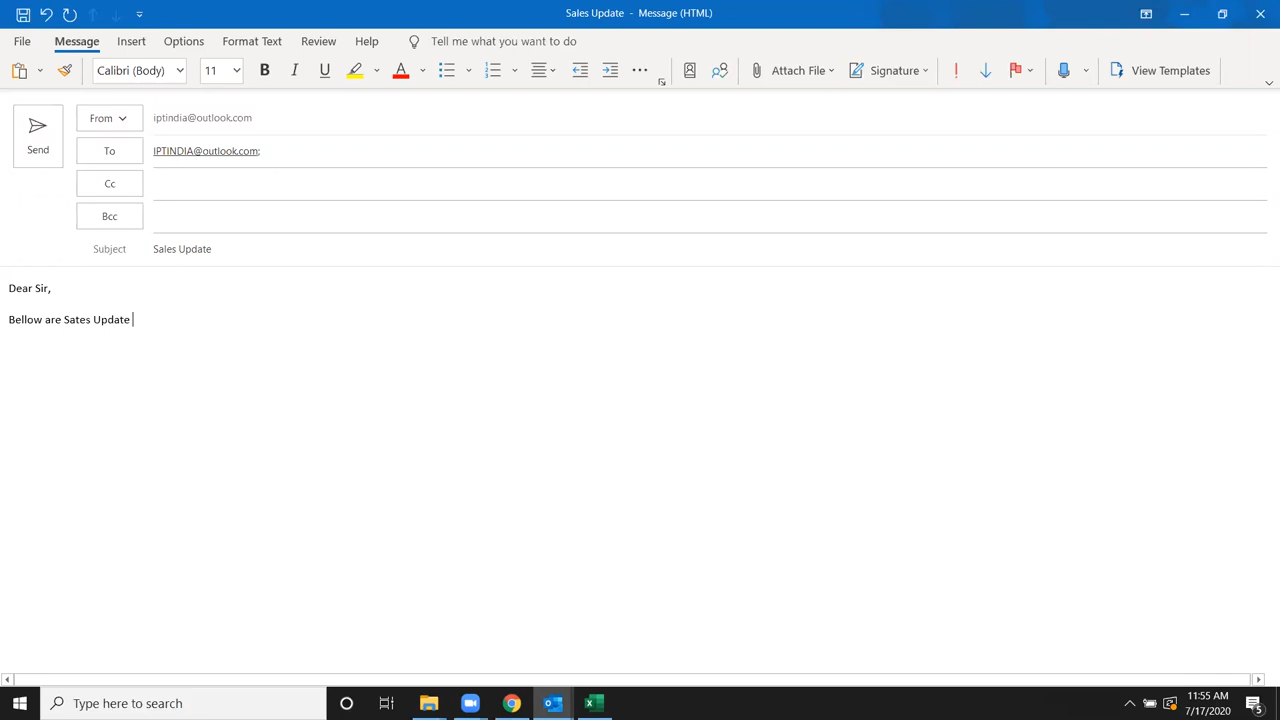 Sales Update - Message (HTML)
File Message Insert Options Format Text Review Help Tell me what you want to do
Calibri (Body) 11 B I U A Attach File Signature View Templates
From iptindia@outlook.com
Send
To IPTINDIA@outlook.com;
Cc
Bcc
Subject Sales Update
Dear Sir,
Bellow are Sates Update
Type here to search
11:55 AM
7/17/2020
5